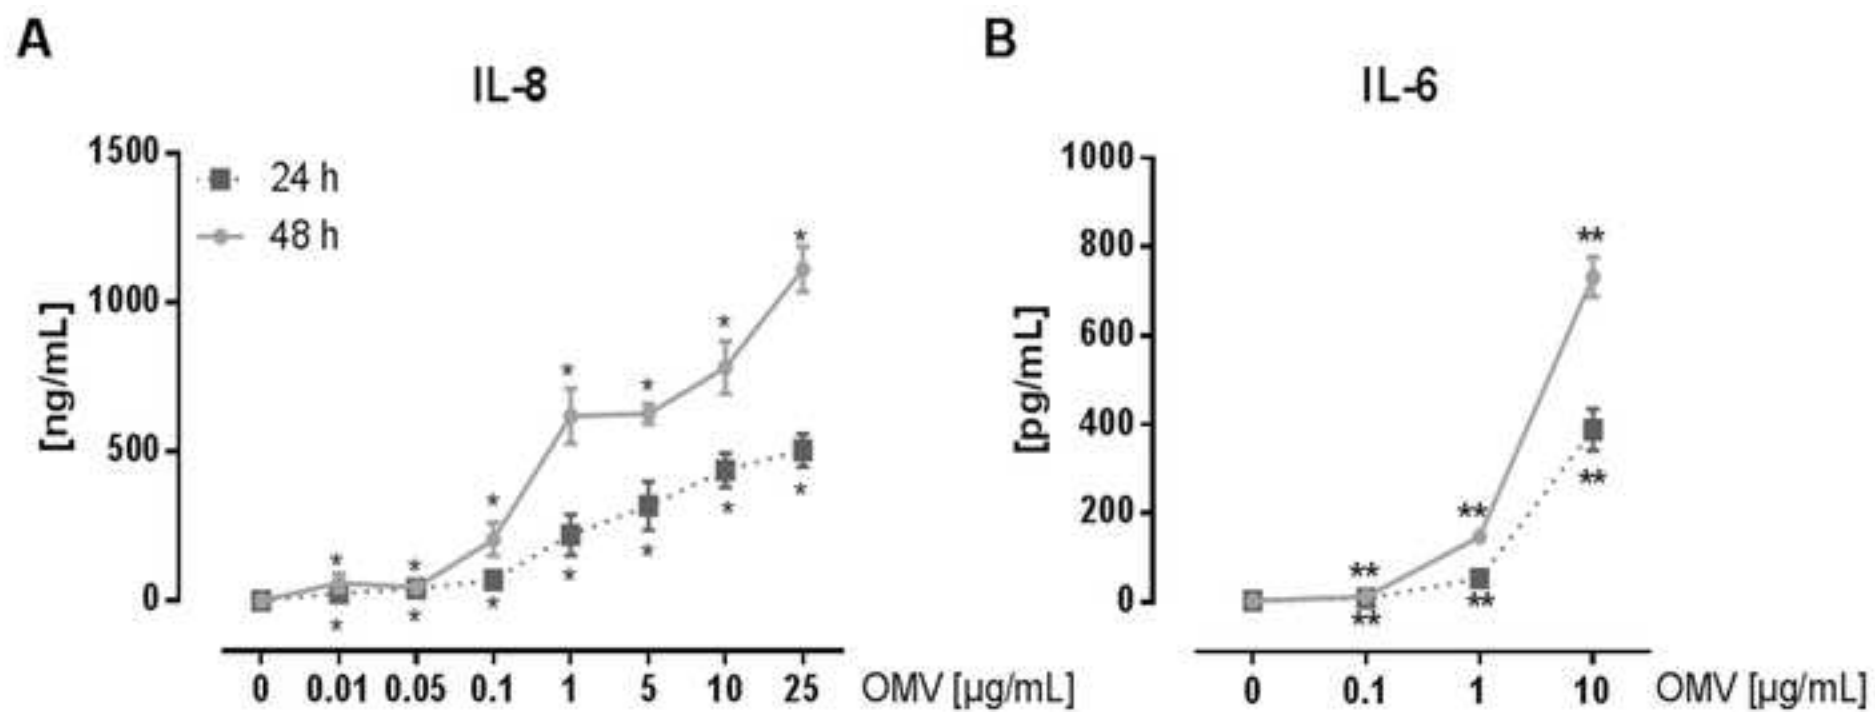 A
B
IL-8
IL-6
1500
1000
500
0
[ng/mL]
24 h
48 h
* * * * * * *
* * * * * * *
0 0.01 0.05 0.1 1 5 10 25 OMV [µg/mL]
1000
800
600
400
200
0
[pg/mL]
** ** **
** ** **
0 0.1 1 10 OMV [µg/mL]